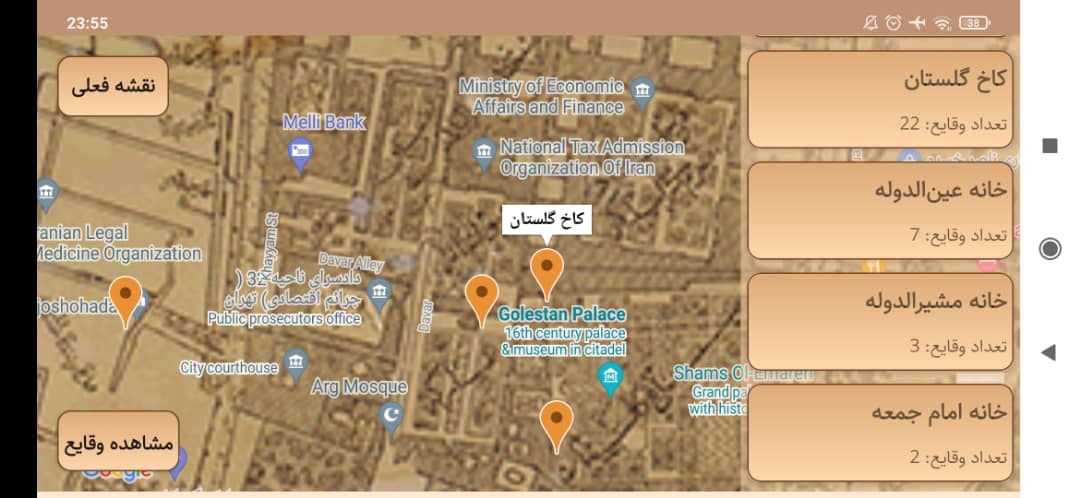 23:55
38
نقشه فعلی
Ministry of Economic
Affairs and Finance
Melli Bank
National Tax Admission
Organization Of Iran
کاخ گلستان
Legal
Medicine Organization
Khayyam St
Davar Alley
دادسرای ناحیه 32 (
جرائم اقتصادی) تهران
Public prosecutors office
Davar
Golestan Palace
16th century palace
& museum in citadel
City courthouse
Arg Mosque
Shams Ol-Emareh
Grand
with
مشاهده وقایع
Google
کاخ گلستان
تعداد وقایع: 22
خانه عین‌الدوله
تعداد وقایع: 7
خانه مشیرالدوله
تعداد وقایع: 3
خانه امام جمعه
تعداد وقایع: 2